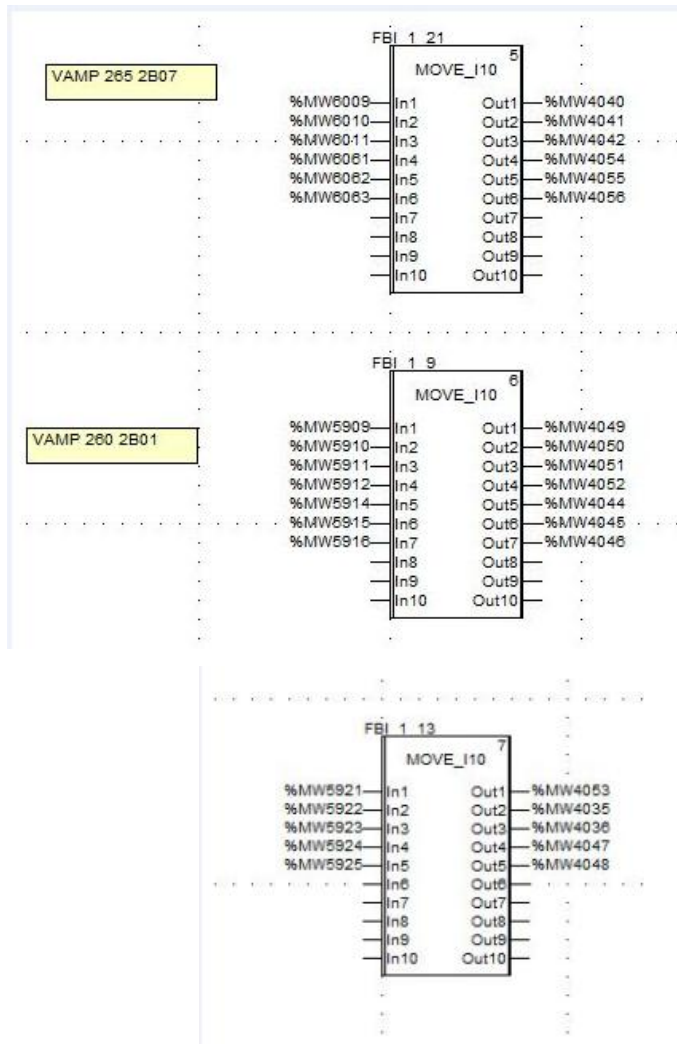 FBI_1_21
5
VAMP 265 2B07
MOVE_I10
%MW6009 In1 Out1 %MW4040
%MW6010 In2 Out2 %MW4041
%MW6011 In3 Out3 %MW4042
%MW6061 In4 Out4 %MW4054
%MW6062 In5 Out5 %MW4055
%MW6063 In6 Out6 %MW4056
In7 Out7
In8 Out8
In9 Out9
In10 Out10
FBI_1_9
6
MOVE_I10
VAMP 260 2B01
%MW5909 In1 Out1 %MW4049
%MW5910 In2 Out2 %MW4050
%MW5911 In3 Out3 %MW4051
%MW5912 In4 Out4 %MW4052
%MW5914 In5 Out5 %MW4044
%MW5915 In6 Out6 %MW4045
%MW5916 In7 Out7 %MW4046
In8 Out8
In9 Out9
In10 Out10
FBI_1_13
7
MOVE_I10
%MW5921 In1 Out1 %MW4053
%MW5922 In2 Out2 %MW4035
%MW5923 In3 Out3 %MW4036
%MW5924 In4 Out4 %MW4047
%MW5925 In5 Out5 %MW4048
In6 Out6
In7 Out7
In8 Out8
In9 Out9
In10 Out10